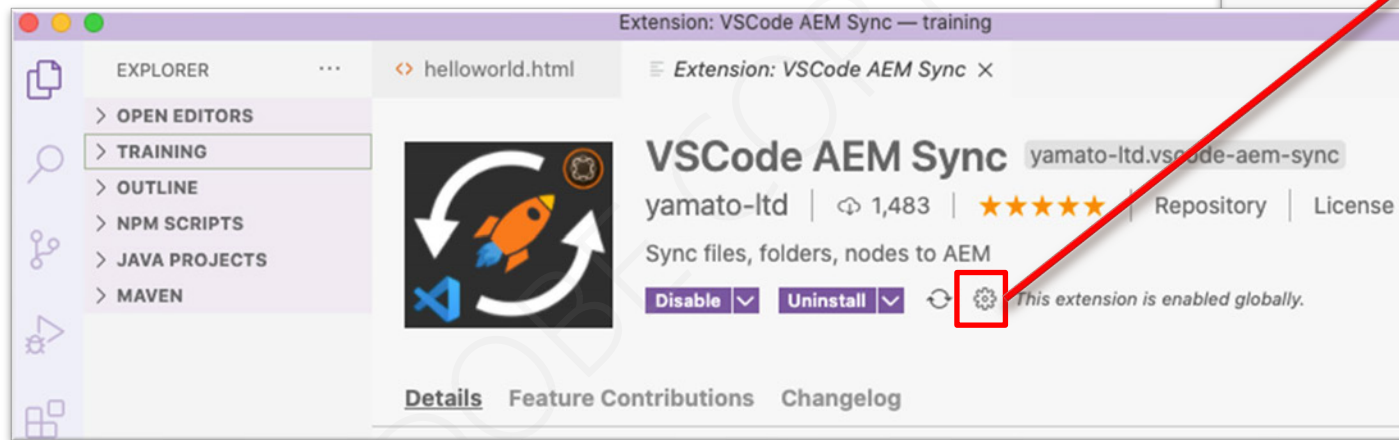 Extension: VSCode AEM Sync — training
EXPLORER ...
<> helloworld.html
Extension: VSCode AEM Sync ×
> OPEN EDITORS
> TRAINING
> OUTLINE
> NPM SCRIPTS
> JAVA PROJECTS
> MAVEN
VSCode AEM Sync yamato-ltd.vscode-aem-sync
yamato-ltd | 1,483 | ★★★★★ | Repository | License
Sync files, folders, nodes to AEM
Disable Uninstall This extension is enabled globally.
Details Feature Contributions Changelog